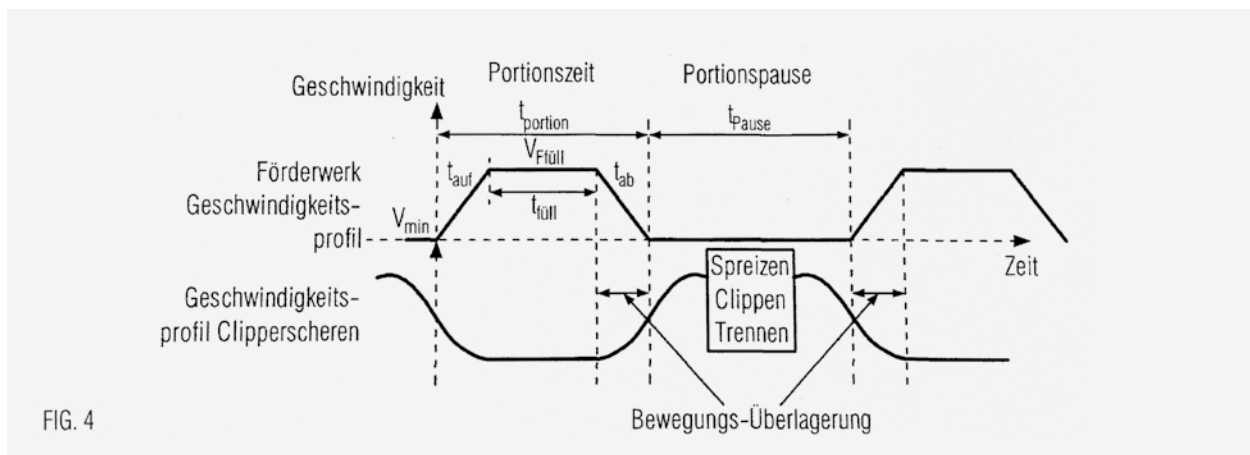 Geschwindigkeit
Portionszeit
Portionspause
t_portion
t_Pause
Förderwerk
Geschwindigkeits-
profil
V_min
t_auf
V_Ffüll
t_füll
t_ab
Zeit
Geschwindigkeits-
profil Clipperscheren
Spreizen
Clippen
Trennen
Bewegungs-Überlagerung
FIG. 4